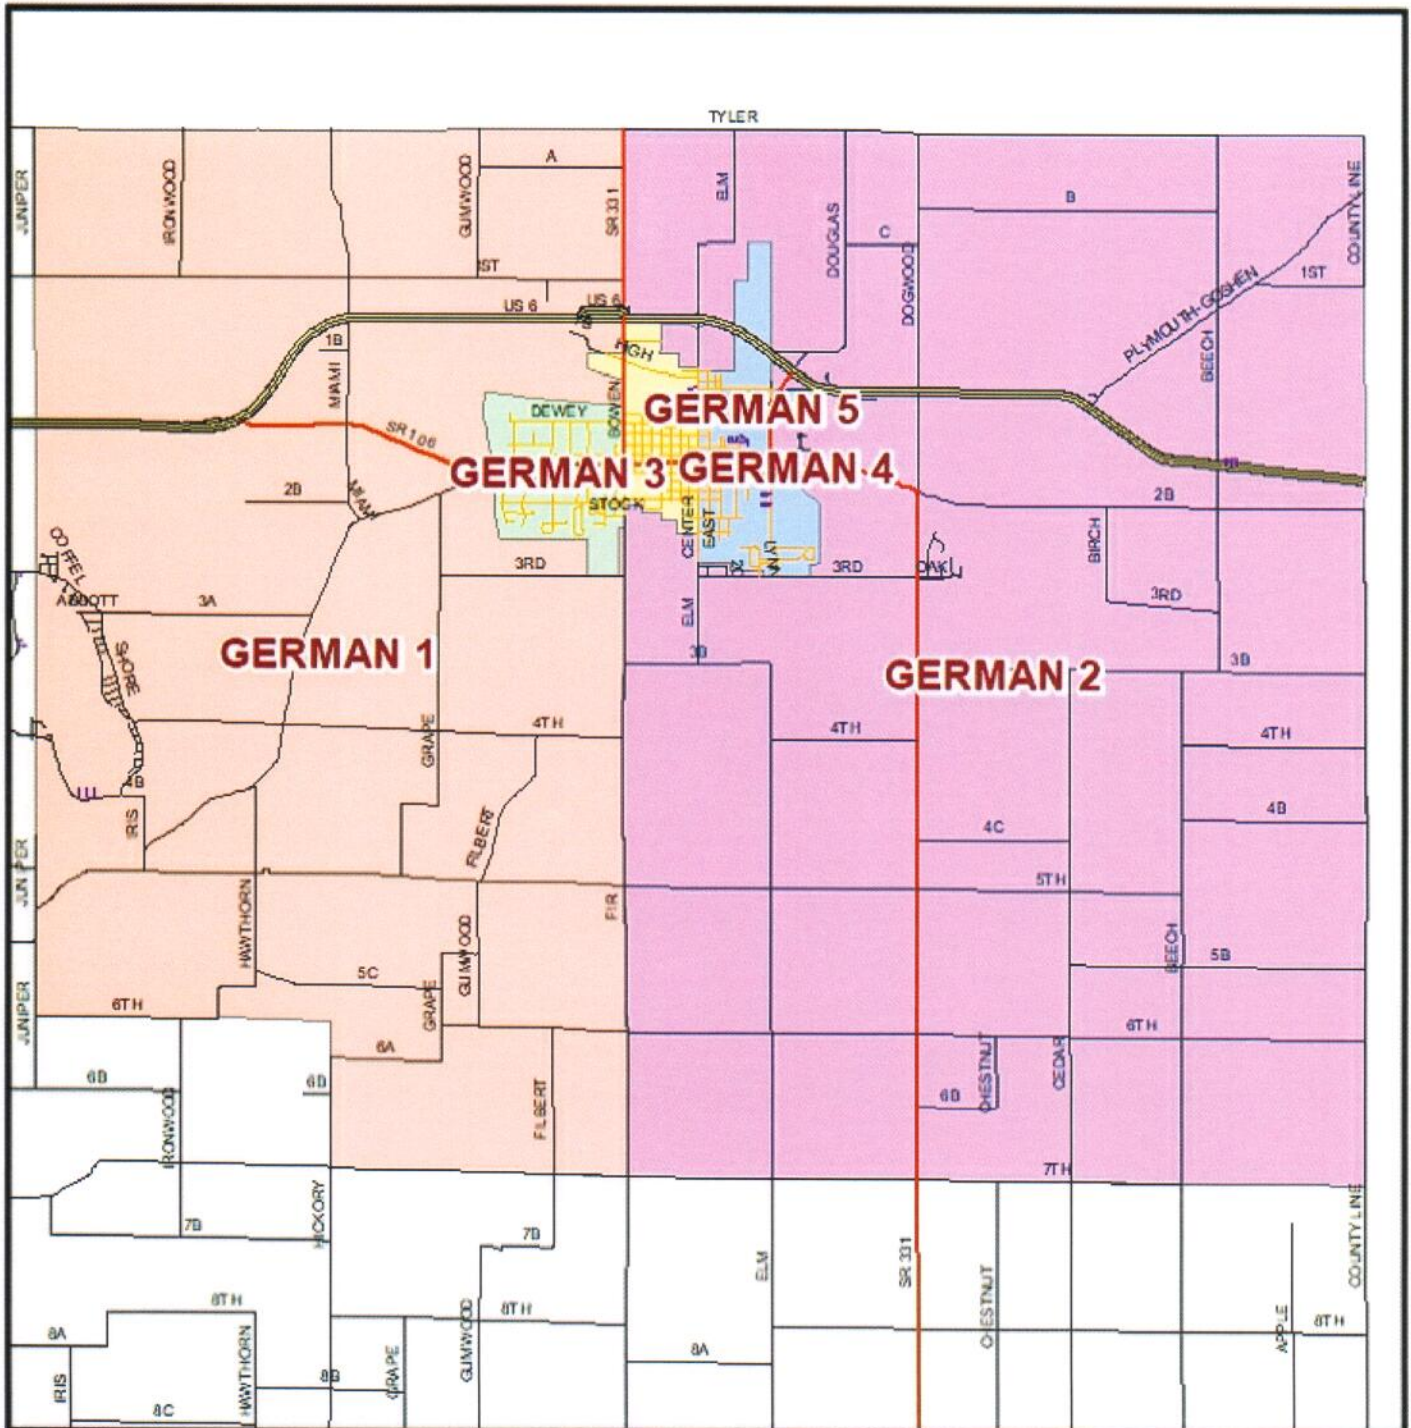 TYLER
JUNIPER
IRONWOOD
GUMWOOD
A
SR 331
ELM
DOUGLAS
C
DOGWOOD
B
COUNTY LINE
1ST
1ST
PLYMOUTH-GOSHEN
BEECH
US 6
US 6
1B
MIAMI
HIGH
BOWEN
DEWEY
SR 106
GERMAN 5
GERMAN 3
GERMAN 4
2B
MIAMI
STOCK
CENTER
EAST
2B
BIRCH
COPPEL
3RD
LYN
3RD
OAK
3RD
3A
ELM
GERMAN 1
SHORE
3B
GERMAN 2
3B
GRAPE
4TH
4TH
4TH
4B
IRIS
FILBERT
4C
4B
JUNIPER
HAWTHORN
FIR
5TH
GUMWOOD
BEECH
5C
5B
JUNIPER
6TH
GRAPE
6TH
6A
CHESTNUT
CEDAR
6B
6B
IRONWOOD
FILBERT
6B
7TH
HICKORY
7B
7B
ELM
SR 331
CHESTNUT
COUNTY LINE
8TH
GUMWOOD
8TH
APPLE
8TH
8A
HAWTHORN
GRAPE
8A
IRIS
8B
8C